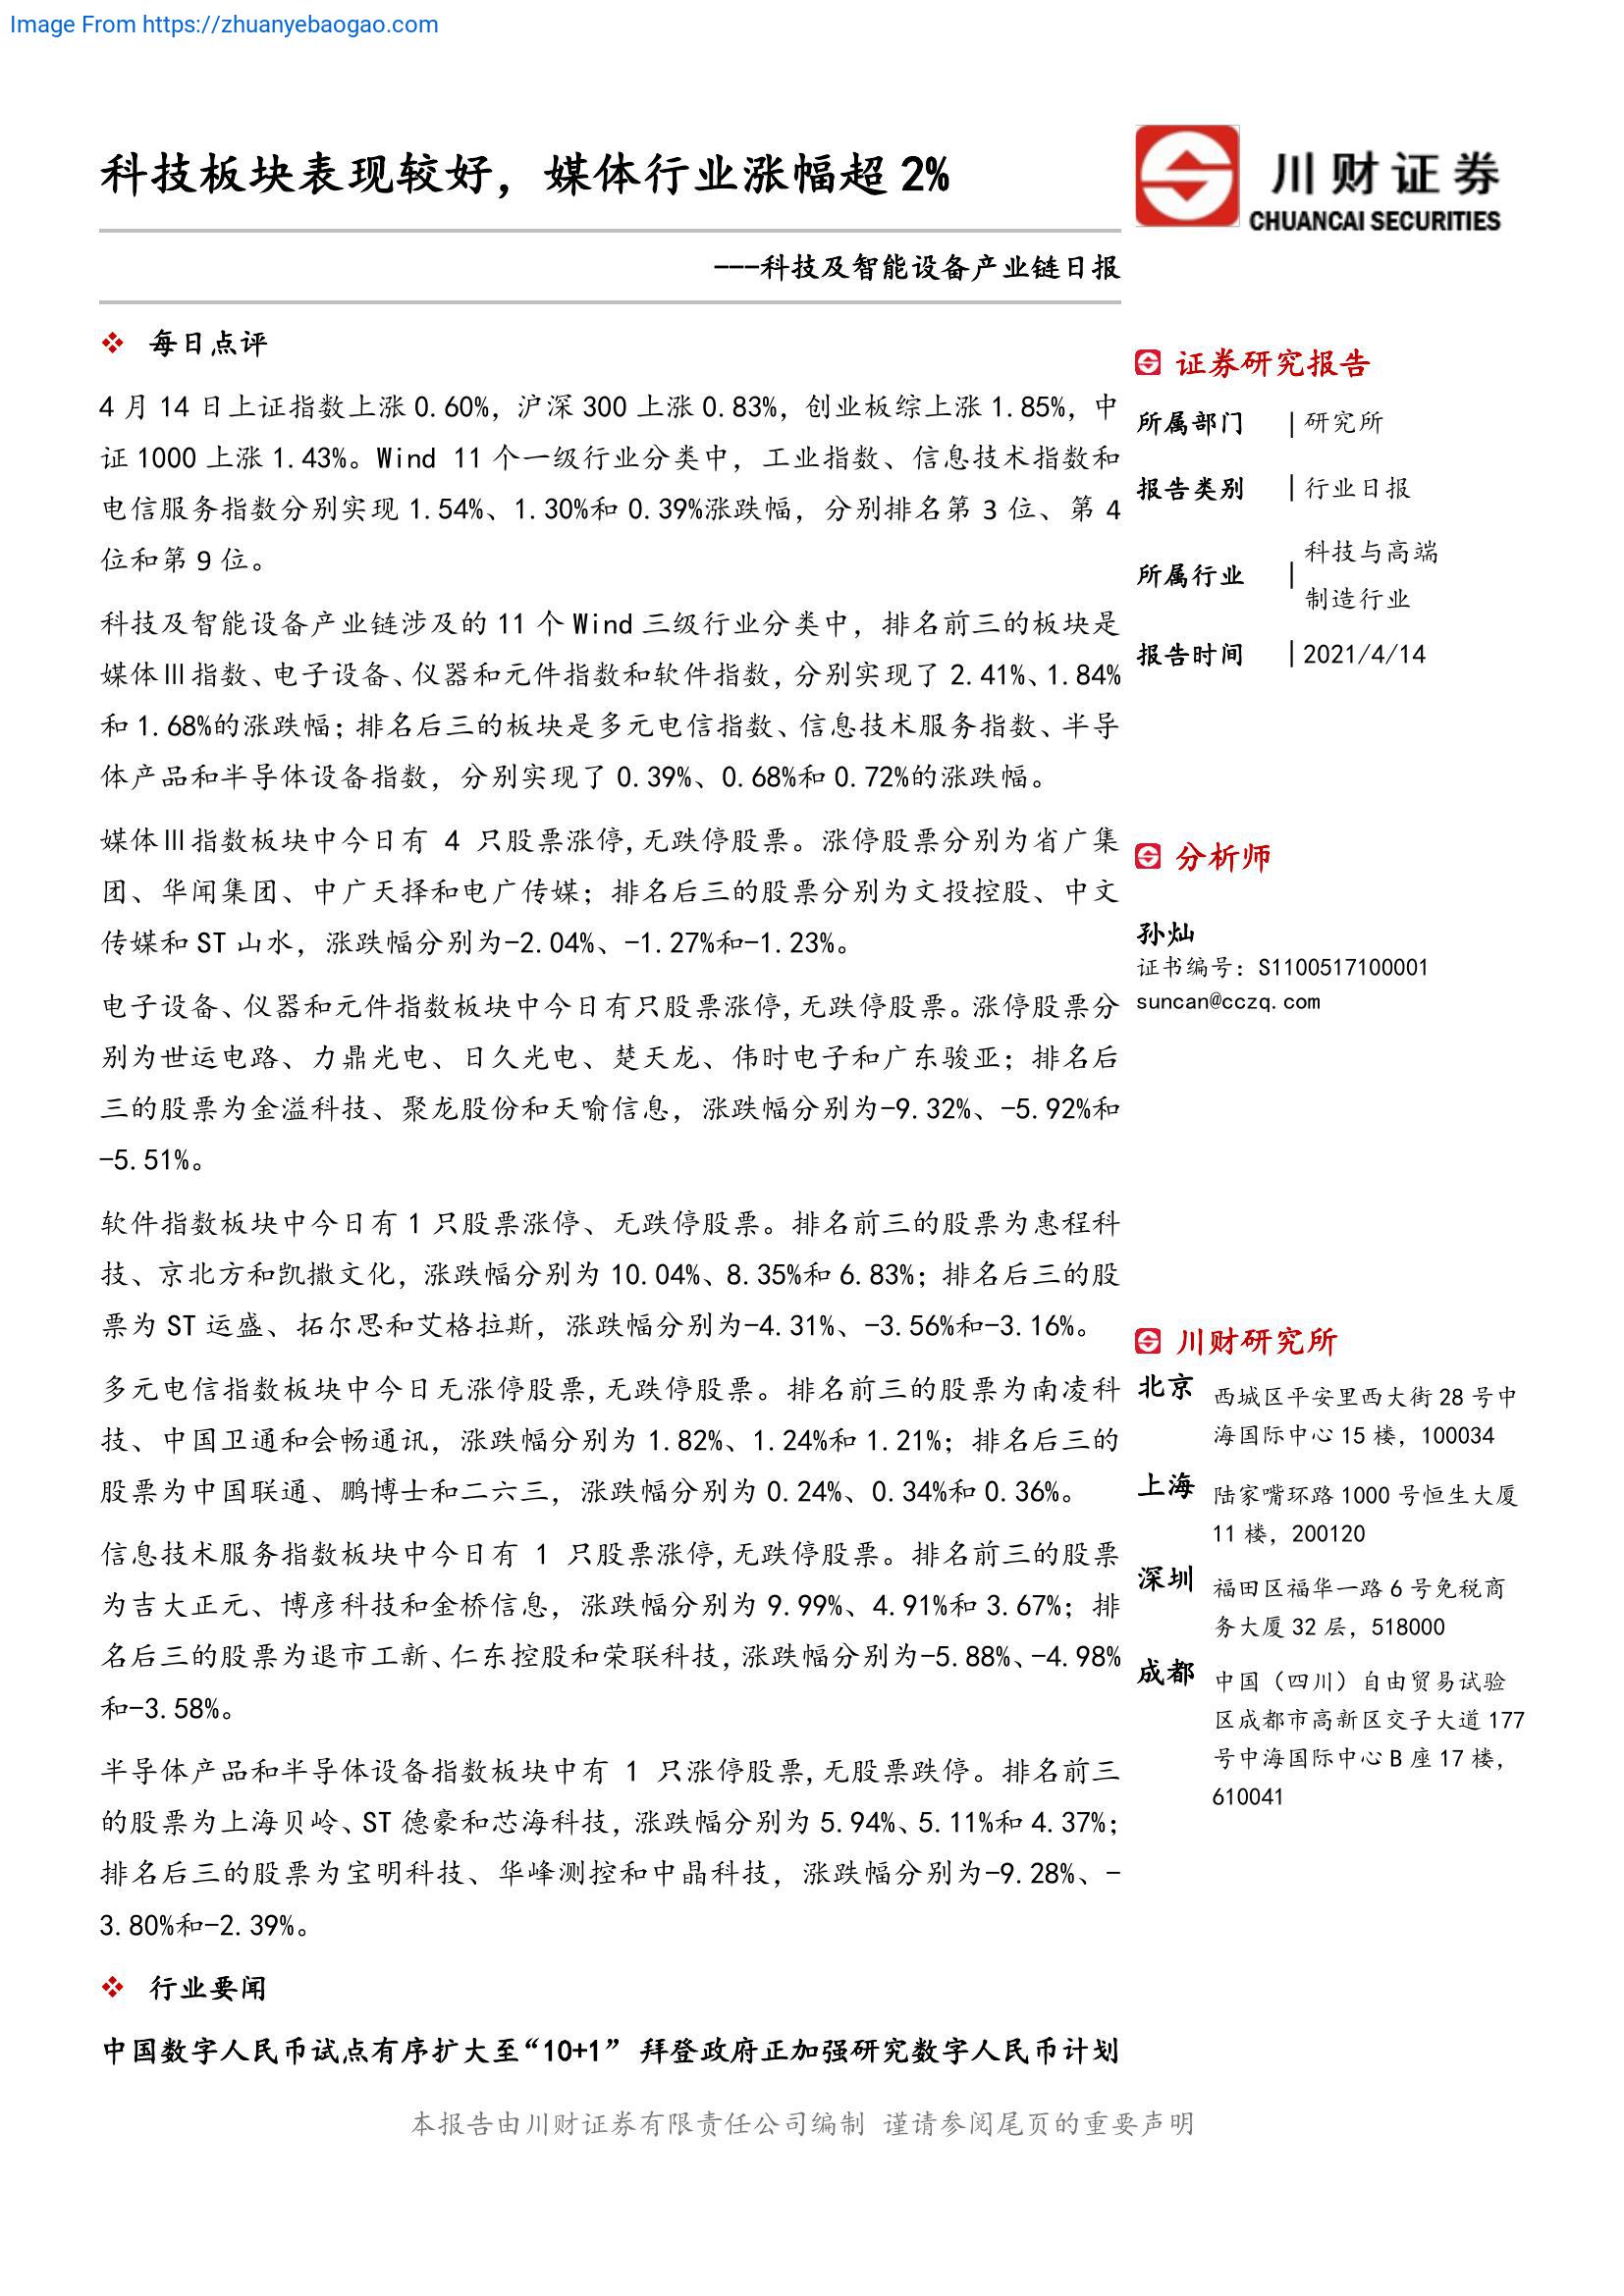 Image From https://zhuanyebaogao.com
科技板块表现较好，媒体行业涨幅超 2%
川财证券
CHUANCAI SECURITIES
---科技及智能设备产业链日报
❖ 每日点评
4 月 14 日上证指数上涨 0.60%，沪深 300 上涨 0.83%，创业板综上涨 1.85%，中
证 1000 上涨 1.43%。Wind 11 个一级行业分类中，工业指数、信息技术指数和
电信服务指数分别实现 1.54%、1.30%和 0.39%涨跌幅，分别排名第 3 位、第 4
位和第 9 位。
科技及智能设备产业链涉及的 11 个 Wind 三级行业分类中，排名前三的板块是
媒体Ⅲ指数、电子设备、仪器和元件指数和软件指数，分别实现了 2.41%、1.84%
和 1.68%的涨跌幅；排名后三的板块是多元电信指数、信息技术服务指数、半导
体产品和半导体设备指数，分别实现了 0.39%、0.68%和 0.72%的涨跌幅。
媒体Ⅲ指数板块中今日有 4 只股票涨停,无跌停股票。涨停股票分别为省广集
团、华闻集团、中广天择和电广传媒；排名后三的股票分别为文投控股、中文
传媒和 ST 山水，涨跌幅分别为-2.04%、-1.27%和-1.23%。
电子设备、仪器和元件指数板块中今日有只股票涨停,无跌停股票。涨停股票分
别为世运电路、力鼎光电、日久光电、楚天龙、伟时电子和广东骏亚；排名后
三的股票为金溢科技、聚龙股份和天喻信息，涨跌幅分别为-9.32%、-5.92%和
-5.51%。
软件指数板块中今日有 1 只股票涨停、无跌停股票。排名前三的股票为惠程科
技、京北方和凯撒文化，涨跌幅分别为 10.04%、8.35%和 6.83%；排名后三的股
票为 ST 运盛、拓尔思和艾格拉斯，涨跌幅分别为-4.31%、-3.56%和-3.16%。
多元电信指数板块中今日无涨停股票,无跌停股票。排名前三的股票为南凌科
技、中国卫通和会畅通讯，涨跌幅分别为 1.82%、1.24%和 1.21%；排名后三的
股票为中国联通、鹏博士和二六三，涨跌幅分别为 0.24%、0.34%和 0.36%。
信息技术服务指数板块中今日有 1 只股票涨停,无跌停股票。排名前三的股票
为吉大正元、博彦科技和金桥信息，涨跌幅分别为 9.99%、4.91%和 3.67%；排
名后三的股票为退市工新、仁东控股和荣联科技,涨跌幅分别为-5.88%、-4.98%
和-3.58%。
半导体产品和半导体设备指数板块中有 1 只涨停股票,无股票跌停。排名前三
的股票为上海贝岭、ST 德豪和芯海科技，涨跌幅分别为 5.94%、5.11%和 4.37%；
排名后三的股票为宝明科技、华峰测控和中晶科技，涨跌幅分别为-9.28%、-
3.80%和-2.39%。
❖ 行业要闻
中国数字人民币试点有序扩大至“10+1” 拜登政府正加强研究数字人民币计划
证券研究报告
所属部门 | 研究所
报告类别 | 行业日报
所属行业 | 科技与高端
制造行业
报告时间 | 2021/4/14
分析师
孙灿
证书编号：S1100517100001
suncan@cczq.com
川财研究所
北京 西城区平安里西大街 28 号中
海国际中心 15 楼，100034
上海 陆家嘴环路 1000 号恒生大厦
11 楼，200120
深圳 福田区福华一路 6 号免税商
务大厦 32 层，518000
成都 中国（四川）自由贸易试验
区成都市高新区交子大道 177
号中海国际中心 B 座 17 楼，
610041
本报告由川财证券有限责任公司编制 谨请参阅尾页的重要声明